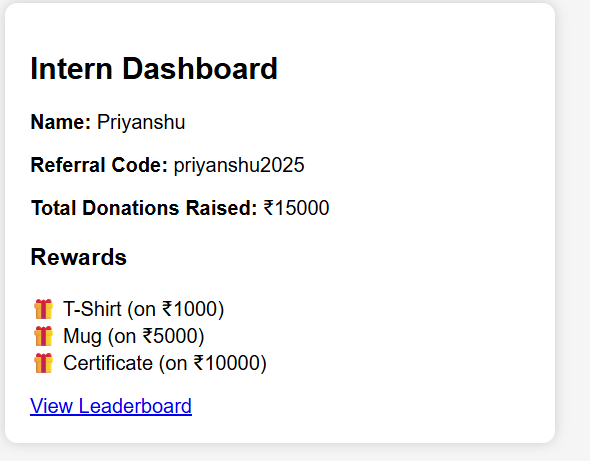 Intern Dashboard
Name: Priyanshu
Referral Code: priyanshu2025
Total Donations Raised: ₹15000
Rewards
🎁 T-Shirt (on ₹1000)
🎁 Mug (on ₹5000)
🎁 Certificate (on ₹10000)
View Leaderboard